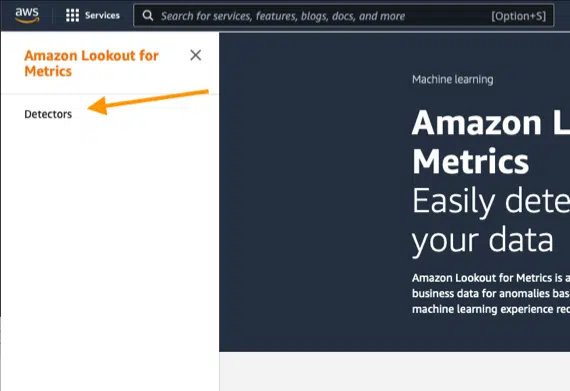 aws
Services
Search for services, features, blogs, docs, and more
[Option+S]
Amazon Lookout for
Metrics
Detectors
Machine learning
Amazon L
Metrics
Easily dete
your data
Amazon Lookout for Metrics is a
business data for anomalies bas
machine learning experience rec